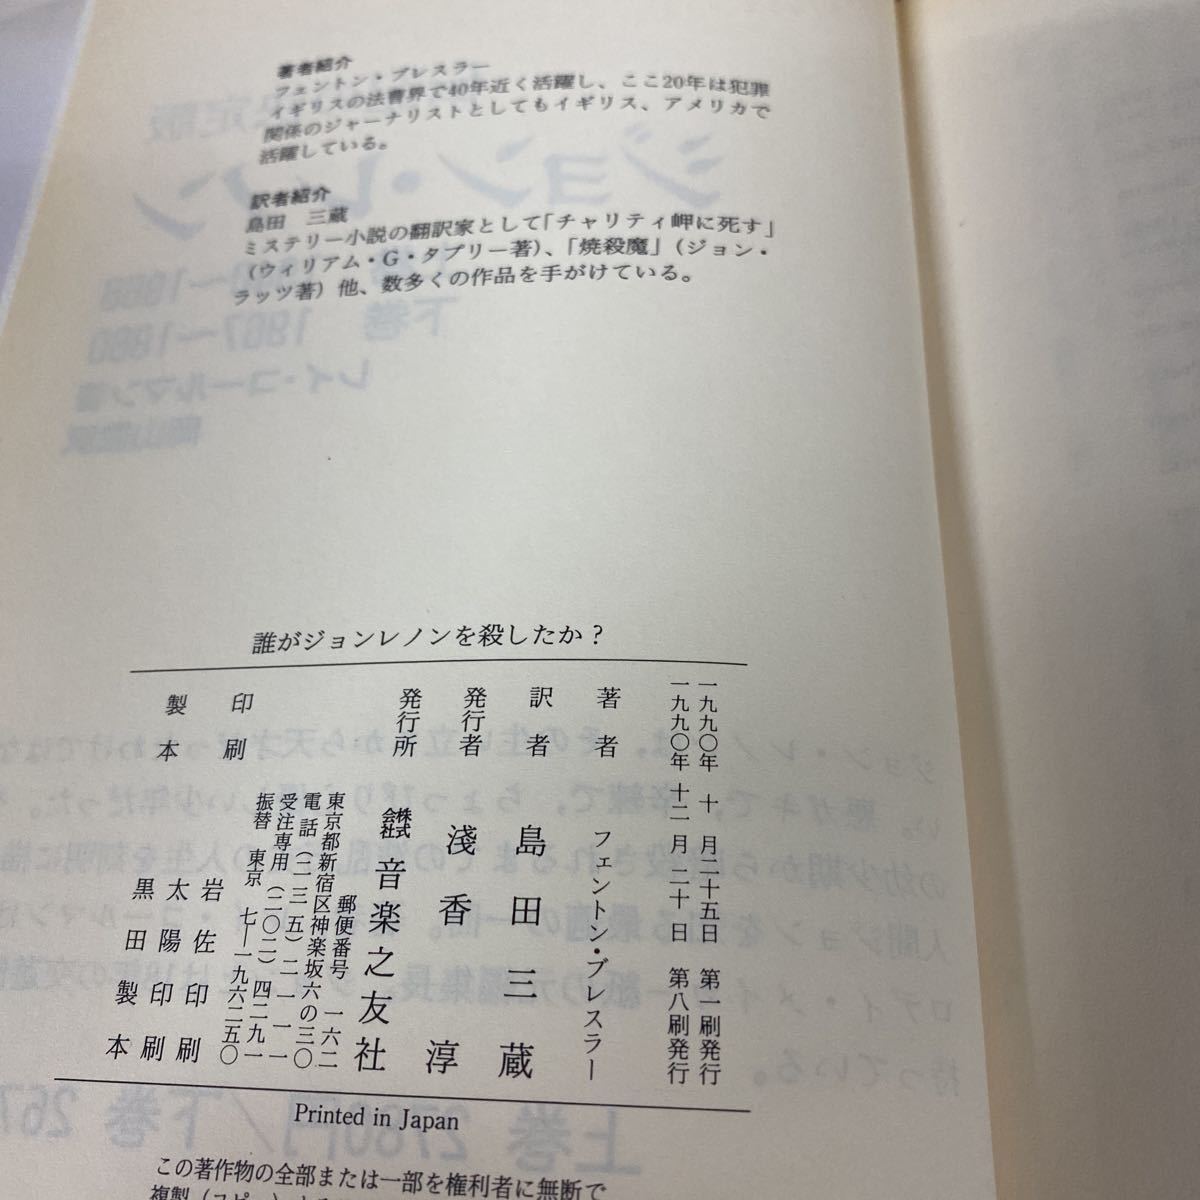 著者紹介
フェントン・ブレスラー
イギリスの法曹界で40年近く活躍し、ここ20年は犯罪
関係のジャーナリストとしてもイギリス、アメリカで
活躍している。
訳者紹介
島田 三蔵
ミステリー小説の翻訳家として「チャリティ岬に死す」
(ウィリアム・G・タプリー著)、「焼殺魔」(ジョン・
ラッツ著)他、数多くの作品を手がけている。
誰がジョンレノンを殺したか?
一九九〇年 十 月二十五日 第一刷発行
一九九〇年 十二月二十日 第八刷発行
著者 フェントン・ブレスラー
訳者 島田三蔵
発行者 淺香淳
発行所 株式会社 音楽之友社
東京都新宿区神楽坂六の三〇
郵便番号 一六二
電話(二三五)二一一一
受注専用(二〇二)四二九一
振替 東京 七―一九六二五〇
印刷 岩佐印刷
太陽印刷
製本 黒田製本
Printed in Japan
この著作物の全部または一部を権利者に無断で